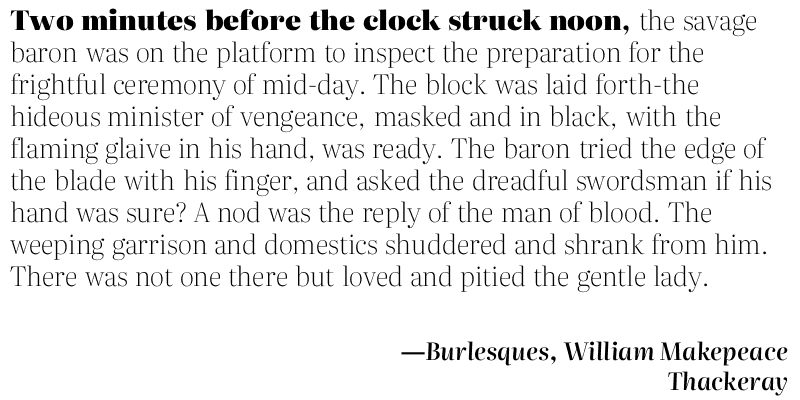 Two minutes before the clock struck noon, the savage
baron was on the platform to inspect the preparation for the
frightful ceremony of mid-day. The block was laid forth-the
hideous minister of vengeance, masked and in black, with the
flaming glaive in his hand, was ready. The baron tried the edge of
the blade with his finger, and asked the dreadful swordsman if his
hand was sure? A nod was the reply of the man of blood. The
weeping garrison and domestics shuddered and shrank from him.
There was not one there but loved and pitied the gentle lady.
—Burlesques, William Makepeace
Thackeray